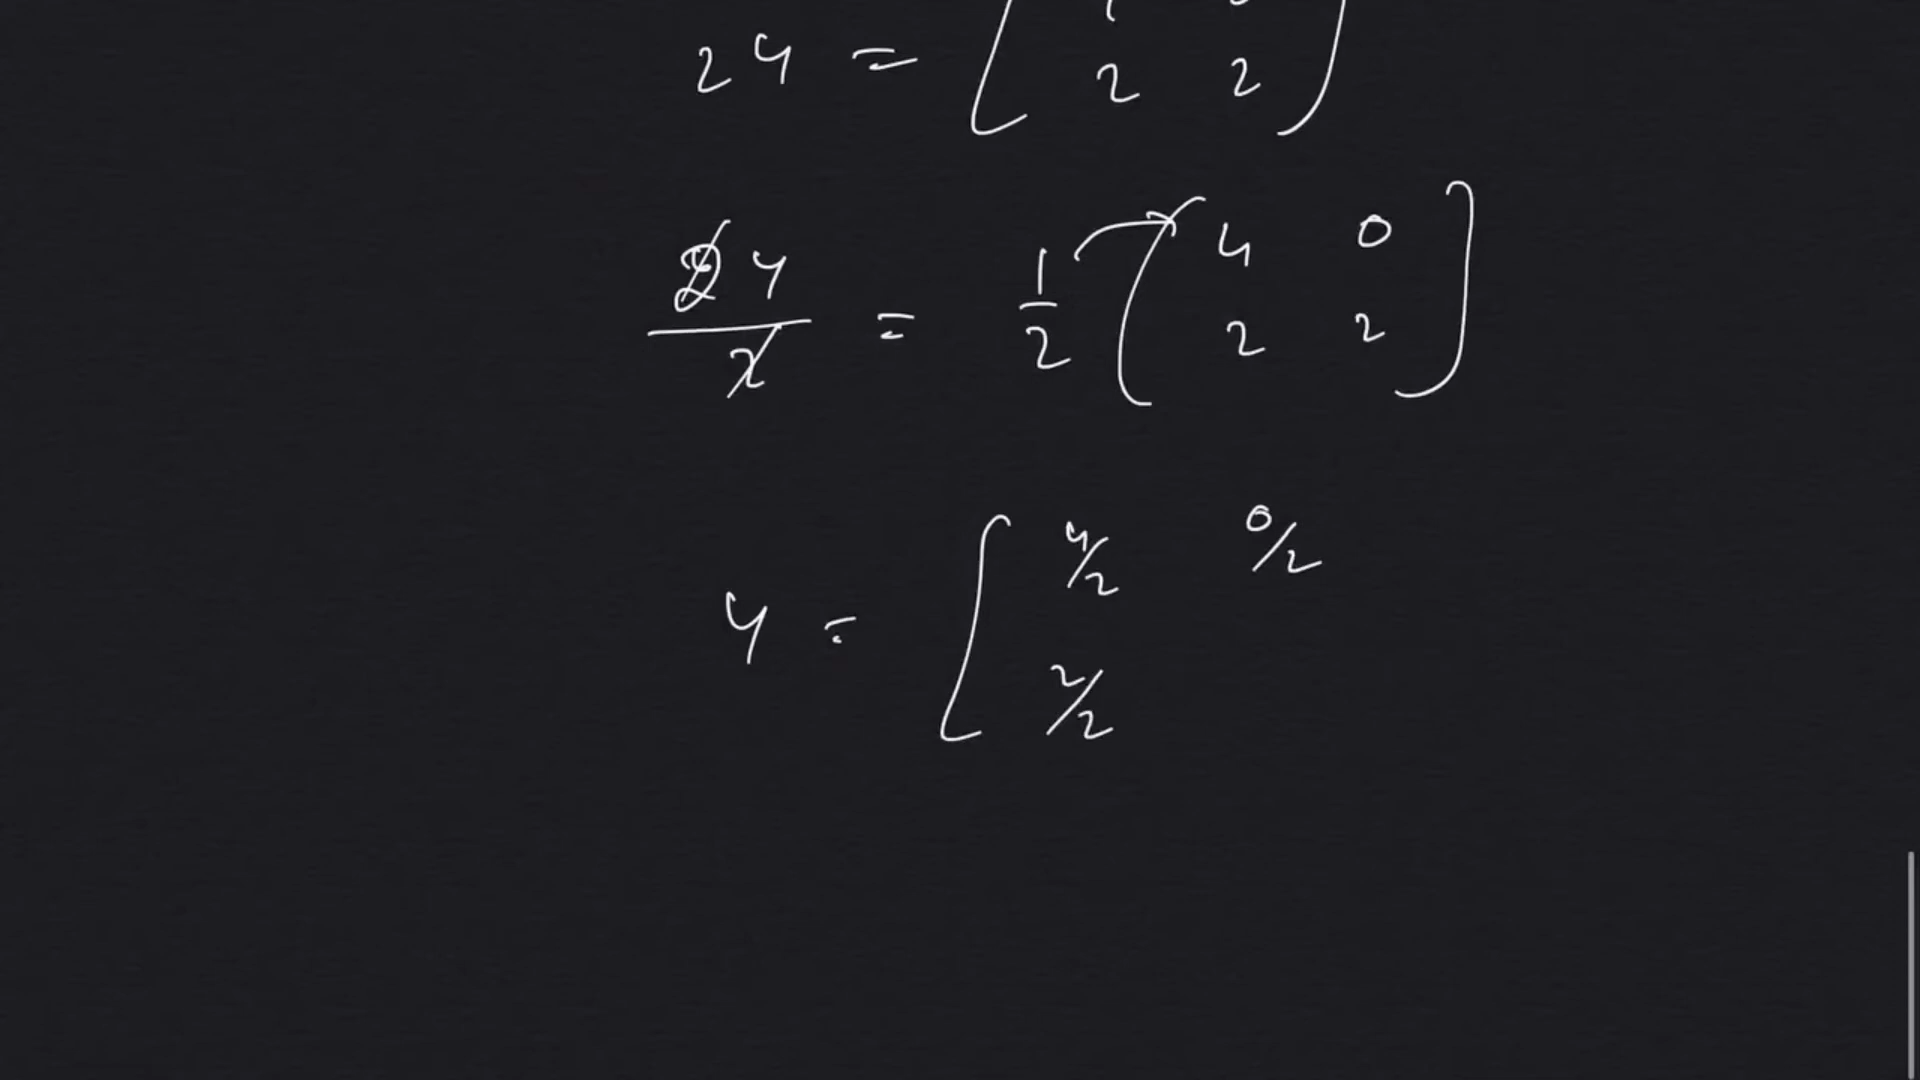 2y = [
2 2 )
2y/2 = 1/2 [ 4 0
2 2 ]
y = [ 4/2 0/2
2/2